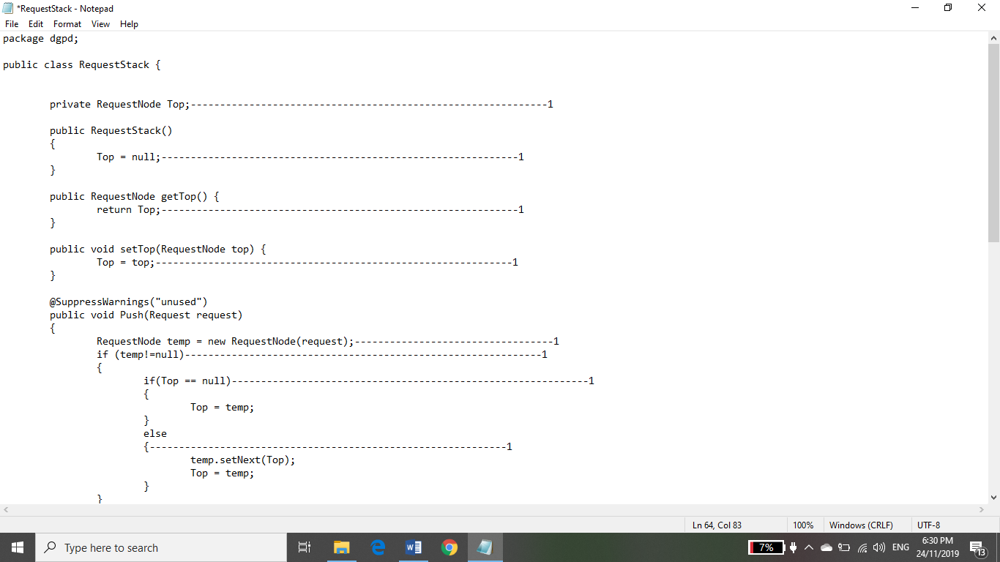 *RequestStack - Notepad
File Edit Format View Help
package dgpd;
public class RequestStack {
private RequestNode Top;-------------------------------------------------------------1
public RequestStack()
{
Top = null;-------------------------------------------------------------1
}
public RequestNode getTop() {
return Top;-------------------------------------------------------------1
}
public void setTop(RequestNode top) {
Top = top;-------------------------------------------------------------1
}
@SuppressWarnings("unused")
public void Push(Request request)
{
RequestNode temp = new RequestNode(request);----------------------------------1
if (temp!=null)-------------------------------------------------------------1
{
if(Top == null)-------------------------------------------------------------1
{
Top = temp;
}
else
{-------------------------------------------------------------1
temp.setNext(Top);
Top = temp;
}
}
Ln 64, Col 83 100% Windows (CRLF) UTF-8
Type here to search
7%
ENG
6:30 PM
24/11/2019
13